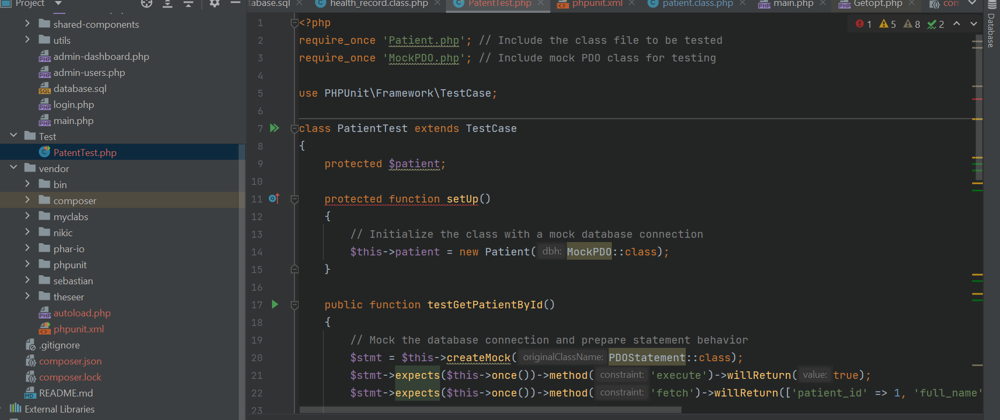 Project
shared-components
utils
admin-dashboard.php
admin-users.php
database.sql
login.php
main.php
Test
PatentTest.php
vendor
bin
composer
myclabs
nikic
phar-io
phpunit
sebastian
theseer
autoload.php
phpunit.xml
.gitignore
composer.json
composer.lock
README.md
External Libraries
tabase.sql health_record.class.php PatentTest.php phpunit.xml patient.class.php main.php Getopt.php com
1 5 8 2
Database
1 <?php
2 require_once 'Patient.php'; // Include the class file to be tested
3 require_once 'MockPDO.php'; // Include mock PDO class for testing
4
5 use PHPUnit\Framework\TestCase;
6
7 class PatientTest extends TestCase
8 {
9 protected $patient;
10
11 protected function setUp()
12 {
13 // Initialize the class with a mock database connection
14 $this->patient = new Patient( dbh: MockPDO::class);
15 }
16
17 public function testGetPatientById()
18 {
19 // Mock the database connection and prepare statement behavior
20 $stmt = $this->createMock( originalClassName: PDOStatement::class);
21 $stmt->expects($this->once())->method( constraint: 'execute')->willReturn( value: true);
22 $stmt->expects($this->once())->method( constraint: 'fetch')->willReturn(['patient_id' => 1, 'full_name'
23